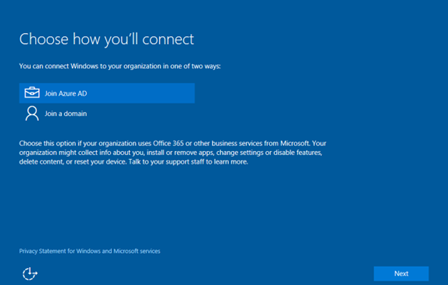 Choose how you'll connect
You can connect Windows to your organization in one of two ways:
Join Azure AD
Join a domain
Choose this option if your organization uses Office 365 or other business services from Microsoft. Your
organization might collect info about you, install or remove apps, change settings or disable features,
delete content, or reset your device. Talk to your support staff to learn more.
Privacy Statement for Windows and Microsoft services
Next